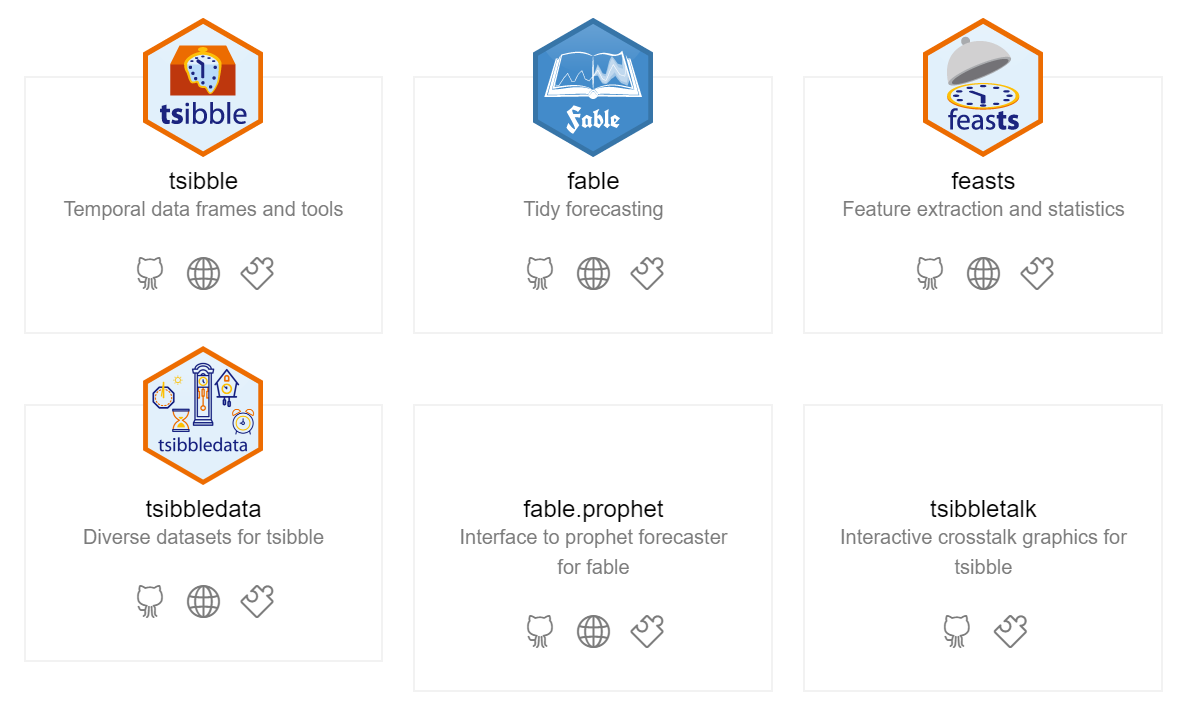 tsibble
tsibble
Temporal data frames and tools
Fable
fable
Tidy forecasting
feasts
feasts
Feature extraction and statistics
tsibbledata
tsibbledata
Diverse datasets for tsibble
fable.prophet
Interface to prophet forecaster
for fable
tsibbletalk
Interactive crosstalk graphics for
tsibble